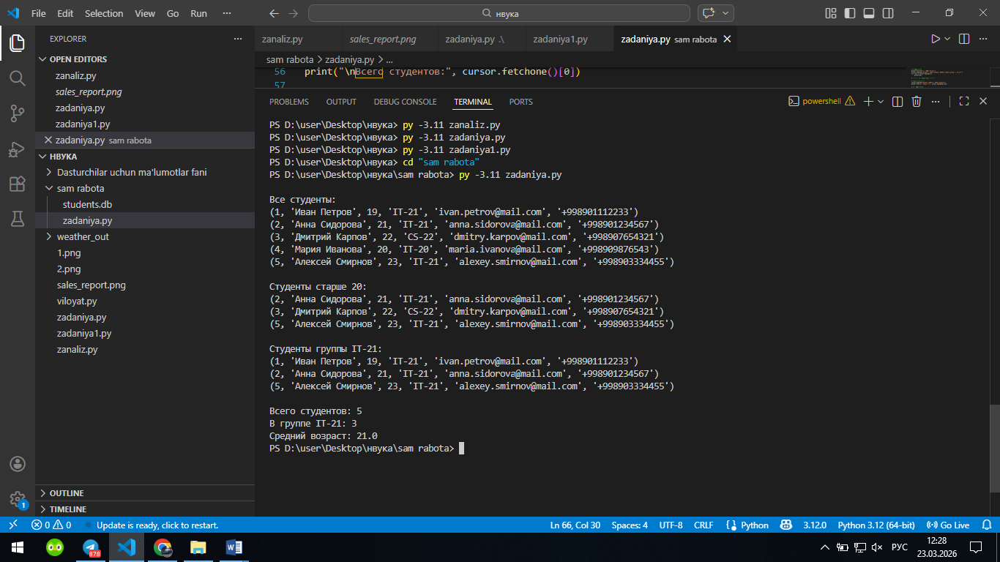 File Edit Selection View Go Run ···
нвука
EXPLORER
OPEN EDITORS
zanaliz.py
sales_report.png
zadaniya.py
zadaniya1.py
zadaniya.py sam rabota
НВУКА
Dasturchilar uchun ma'lumotlar fani
sam rabota
students.db
zadaniya.py
weather_out
1.png
2.png
sales_report.png
viloyat.py
zadaniya.py
zadaniya1.py
zanaliz.py
OUTLINE
TIMELINE
zanaliz.py sales_report.png zadaniya.py .\ zadaniya1.py zadaniya.py sam rabota
sam rabota > zadaniya.py > ...
56 print("\nВсего студентов:", cursor.fetchone()[0])
57
PROBLEMS OUTPUT DEBUG CONSOLE TERMINAL PORTS
powershell
PS D:\user\Desktop\нвука> py -3.11 zanaliz.py
PS D:\user\Desktop\нвука> py -3.11 zadaniya.py
PS D:\user\Desktop\нвука> py -3.11 zadaniya1.py
PS D:\user\Desktop\нвука> cd "sam rabota"
PS D:\user\Desktop\нвука\sam rabota> py -3.11 zadaniya.py
Все студенты:
(1, 'Иван Петров', 19, 'IT-21', 'ivan.petrov@mail.com', '+998901112233')
(2, 'Анна Сидорова', 21, 'IT-21', 'anna.sidorova@mail.com', '+998901234567')
(3, 'Дмитрий Карпов', 22, 'CS-22', 'dmitry.karpov@mail.com', '+998907654321')
(4, 'Мария Иванова', 20, 'IT-20', 'maria.ivanova@mail.com', '+998909876543')
(5, 'Алексей Смирнов', 23, 'IT-21', 'alexey.smirnov@mail.com', '+998903334455')
Студенты старше 20:
(2, 'Анна Сидорова', 21, 'IT-21', 'anna.sidorova@mail.com', '+998901234567')
(3, 'Дмитрий Карпов', 22, 'CS-22', 'dmitry.karpov@mail.com', '+998907654321')
(5, 'Алексей Смирнов', 23, 'IT-21', 'alexey.smirnov@mail.com', '+998903334455')
Студенты группы IT-21:
(1, 'Иван Петров', 19, 'IT-21', 'ivan.petrov@mail.com', '+998901112233')
(2, 'Анна Сидорова', 21, 'IT-21', 'anna.sidorova@mail.com', '+998901234567')
(5, 'Алексей Смирнов', 23, 'IT-21', 'alexey.smirnov@mail.com', '+998903334455')
Всего студентов: 5
В группе IT-21: 3
Средний возраст: 21.0
PS D:\user\Desktop\нвука\sam rabota>
1
0 0 Update is ready, click to restart. Ln 66, Col 30 Spaces: 4 UTF-8 CRLF Python 3.12.0 Python 3.12 (64-bit) Go Live
878
РУС
12:28
23.03.2026